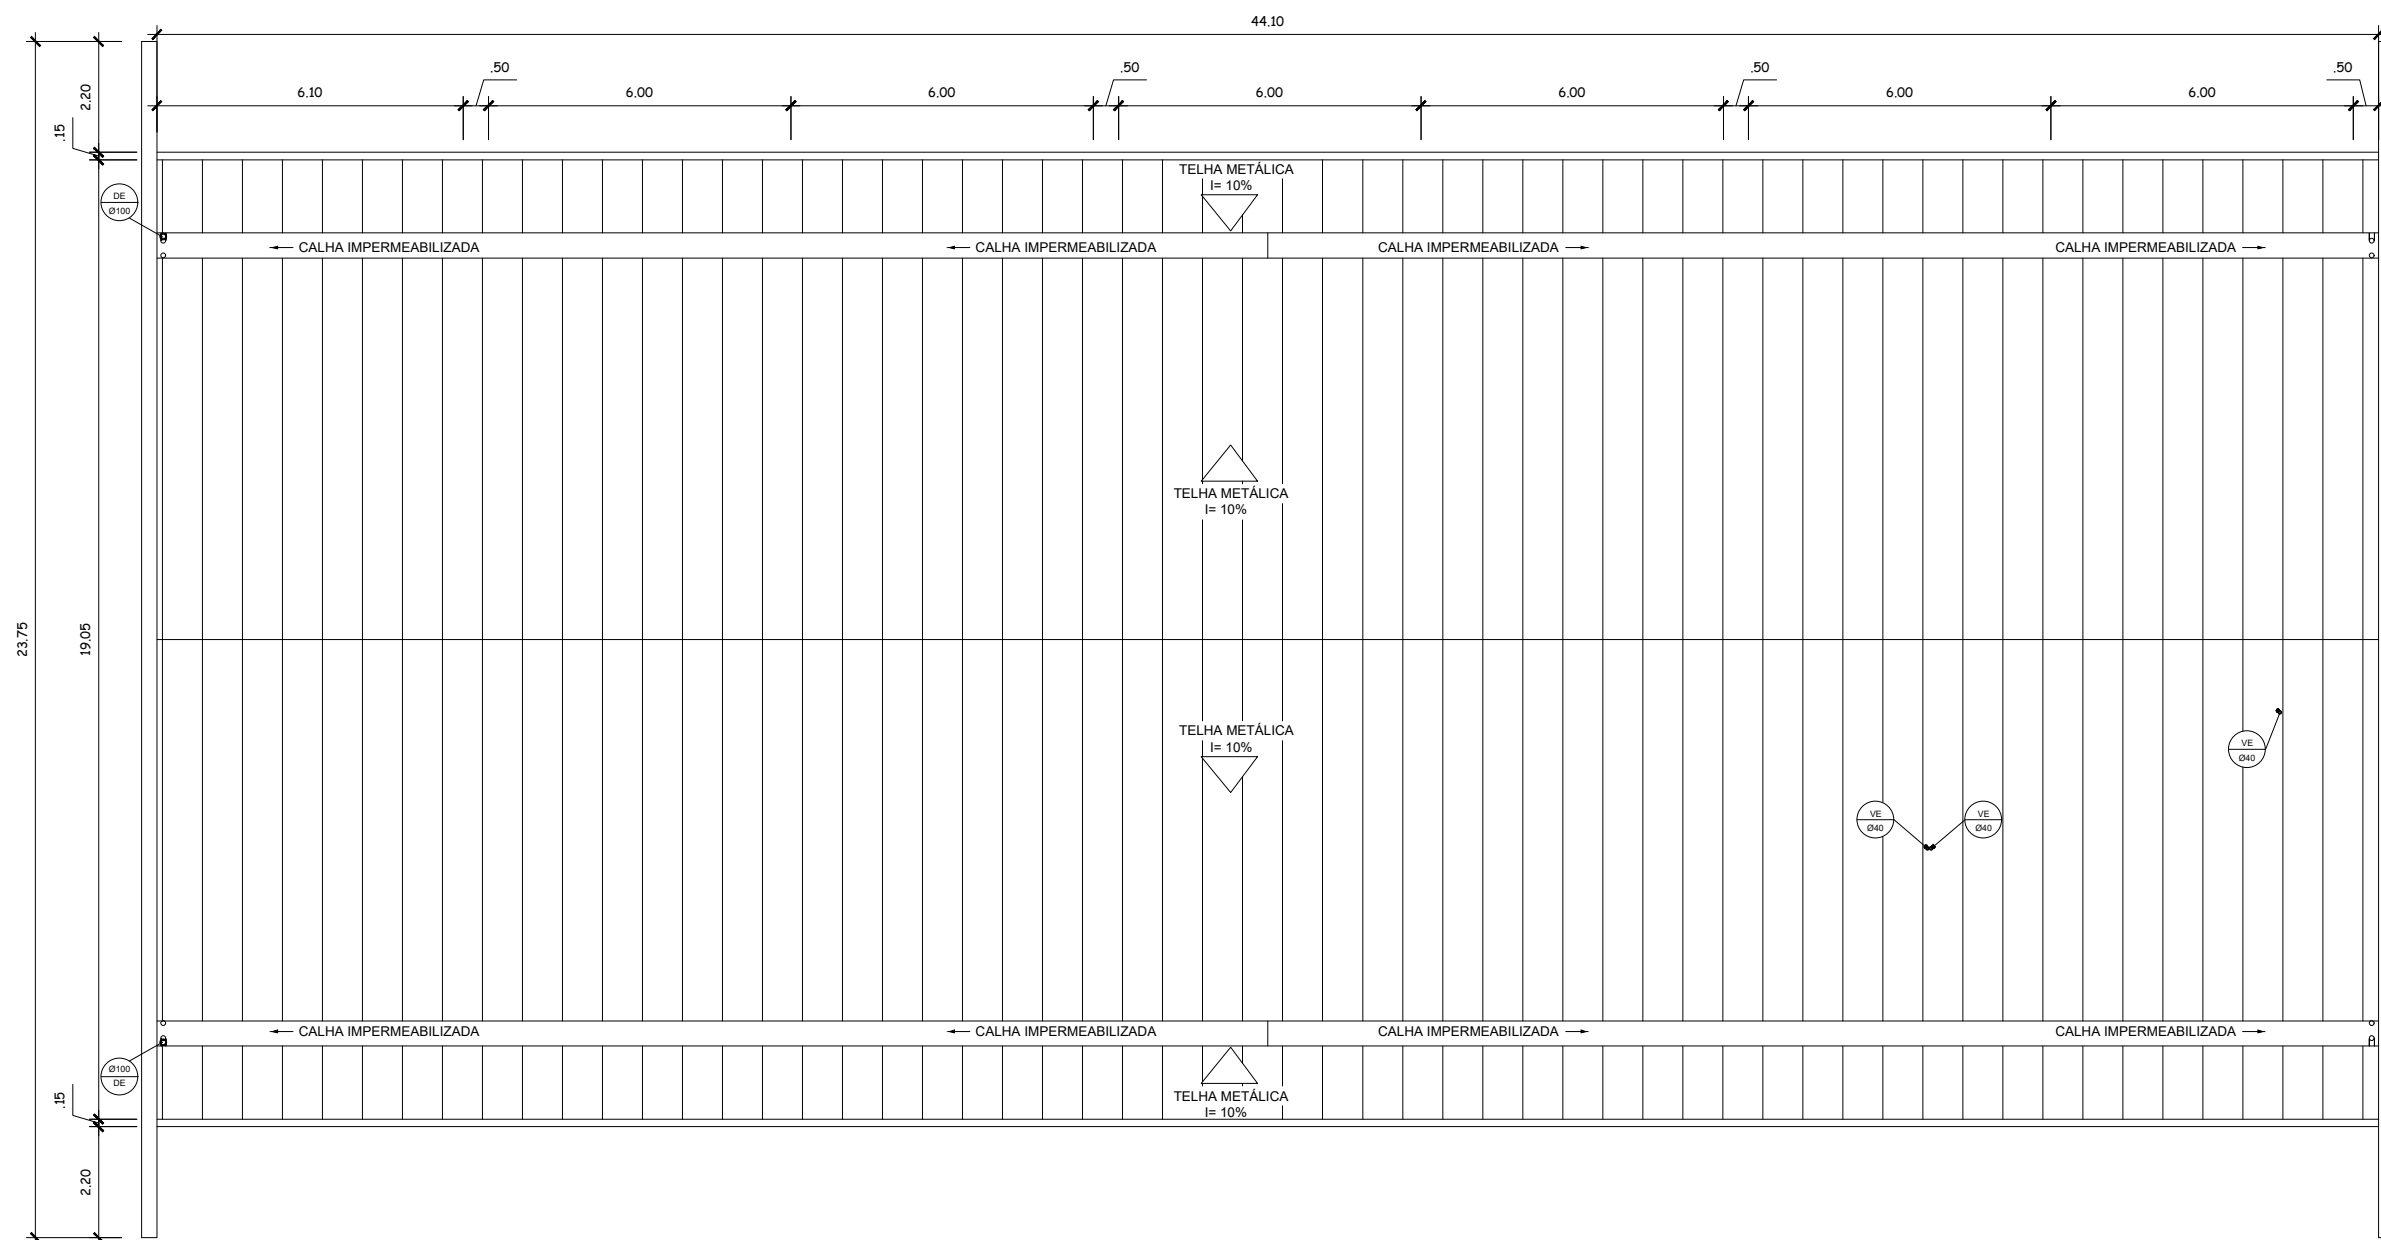 44.10
.50
.50
.50
.50
6.10
6.00
6.00
6.00
6.00
6.00
6.00
2.20
.15
TELHA METÁLICA
I= 10%
DE
Ø100
CALHA IMPERMEABILIZADA
CALHA IMPERMEABILIZADA
CALHA IMPERMEABILIZADA
CALHA IMPERMEABILIZADA
TELHA METÁLICA
I= 10%
23.75
19.05
TELHA METÁLICA
I= 10%
VE
Ø40
VE
Ø40
VE
Ø40
CALHA IMPERMEABILIZADA
CALHA IMPERMEABILIZADA
CALHA IMPERMEABILIZADA
CALHA IMPERMEABILIZADA
Ø100
DE
.15
TELHA METÁLICA
I= 10%
2.20